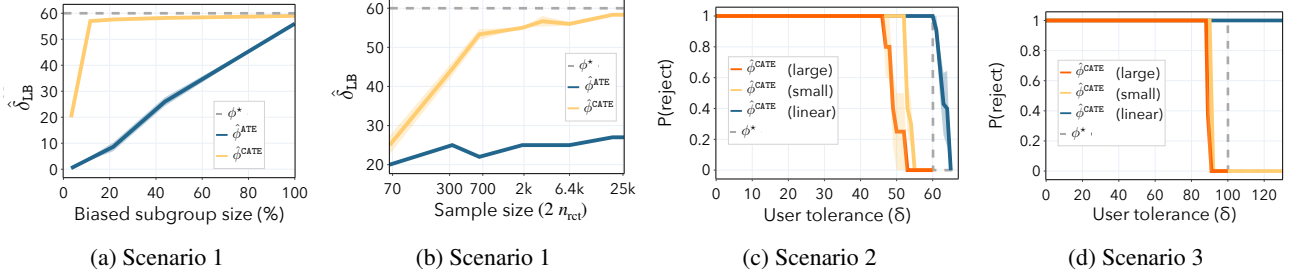 60
50
40
30
20
10
0
δ̂LB
ϕ⋆
ϕ̂ATE
ϕ̂CATE
0 20 40 60 80 100
Biased subgroup size (%)
(a) Scenario 1
60
50
40
30
20
δ̂LB
ϕ⋆
ϕ̂ATE
ϕ̂CATE
70 300 700 2k 6.4k 25k
Sample size (2 nrct)
(b) Scenario 1
1
0.8
0.6
0.4
0.2
0
P(reject)
ϕ̂CATE (large)
ϕ̂CATE (small)
ϕ̂CATE (linear)
ϕ⋆
0 10 20 30 40 50 60
User tolerance (δ)
(c) Scenario 2
1
0.8
0.6
0.4
0.2
0
P(reject)
ϕ̂CATE (large)
ϕ̂CATE (small)
ϕ̂CATE (linear)
ϕ⋆
0 20 40 60 80 100 120
User tolerance (δ)
(d) Scenario 3